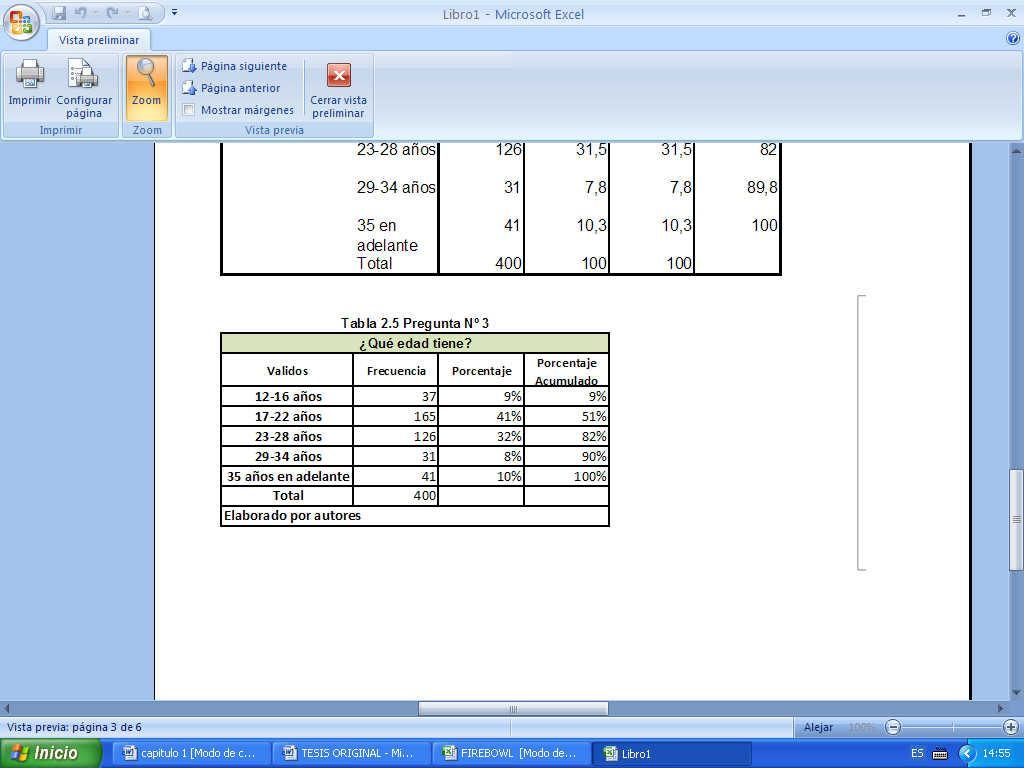 Libro1 - Microsoft Excel
Vista preliminar
Imprimir
Configurar página
Zoom
Página siguiente
Página anterior
Mostrar márgenes
Cerrar vista preliminar
Imprimir
Zoom
Vista previa
23-28 años 126 31,5 31,5 82
29-34 años 31 7,8 7,8 89,8
35 en 41 10,3 10,3 100
adelante
Total 400 100 100
Tabla 2.5 Pregunta Nº 3
¿Qué edad tiene?
Validos Frecuencia Porcentaje Porcentaje Acumulado
12-16 años 37 9% 9%
17-22 años 165 41% 51%
23-28 años 126 32% 82%
29-34 años 31 8% 90%
35 años en adelante 41 10% 100%
Total 400
Elaborado por autores
Vista previa: página 3 de 6
Alejar 100%
Inicio
capitulo 1 [Modo de c...
TESIS ORIGINAL - Mi...
FIREBOWL [Modo de...
Libro1
ES
14:55